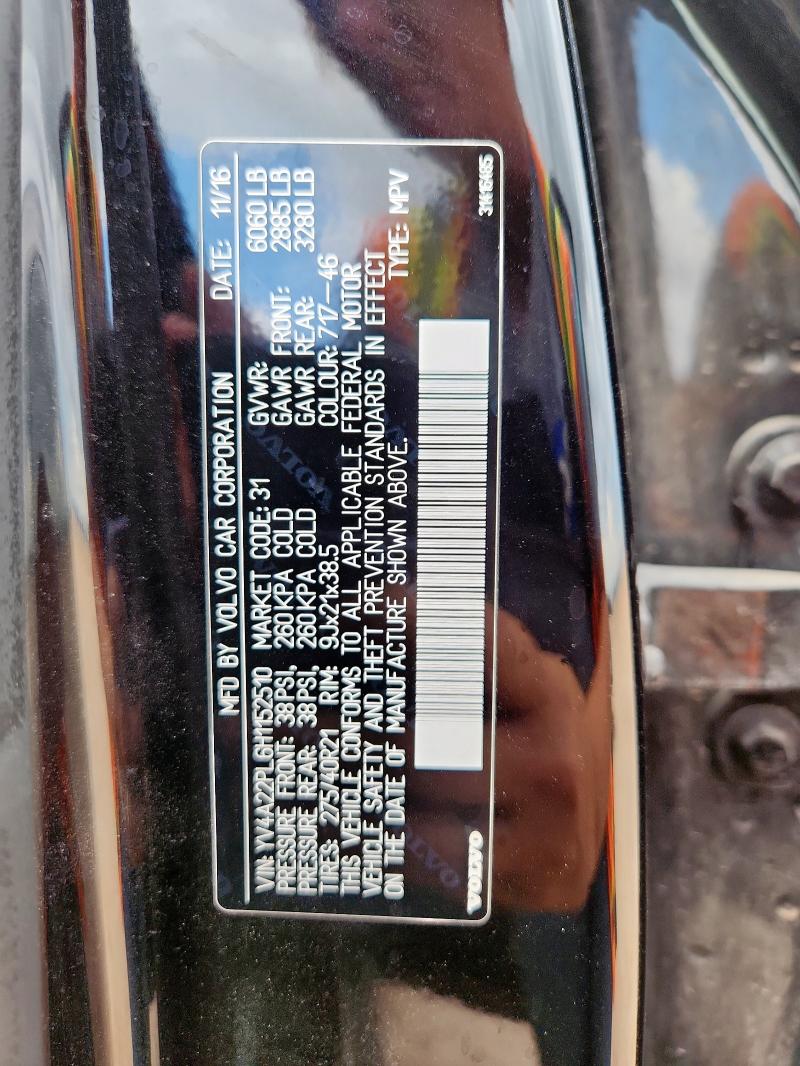 MFD BY VOLVO CAR CORPORATION DATE: 11/16
VIN: YV4A22PL6H1152510 MARKET CODE: 31 GVWR: 6060 LB
PRESSURE FRONT: 38PSI, 260KPA COLD GAWR FRONT: 2885 LB
PRESSURE REAR: 38PSI, 260KPA COLD GAWR REAR: 3280 LB
TIRES: 275/40R21 RIM: 9Jx21x38.5 COLOUR: 717--46
THIS VEHICLE CONFORMS TO ALL APPLICABLE FEDERAL MOTOR
VEHICLE SAFETY AND THEFT PREVENTION STANDARDS IN EFFECT
ON THE DATE OF MANUFACTURE SHOWN ABOVE. TYPE: MPV
VOLVO 31416485